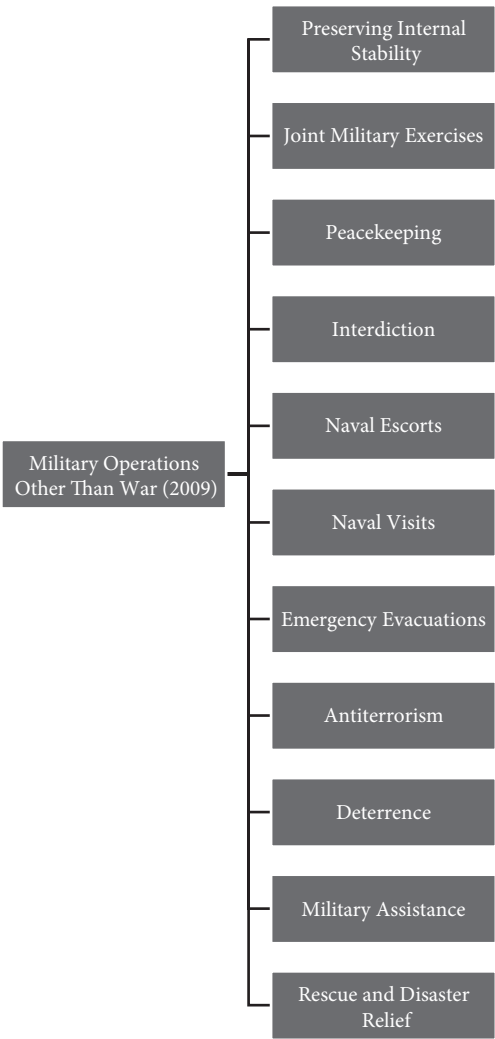 Military Operations
Other Than War (2009)
Preserving Internal
Stability
Joint Military Exercises
Peacekeeping
Interdiction
Naval Escorts
Naval Visits
Emergency Evacuations
Antiterrorism
Deterrence
Military Assistance
Rescue and Disaster
Relief